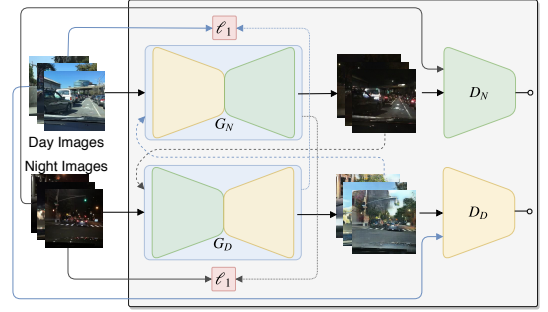 ℓ₁
G_N
D_N
Day Images
Night Images
G_D
D_D
ℓ₁